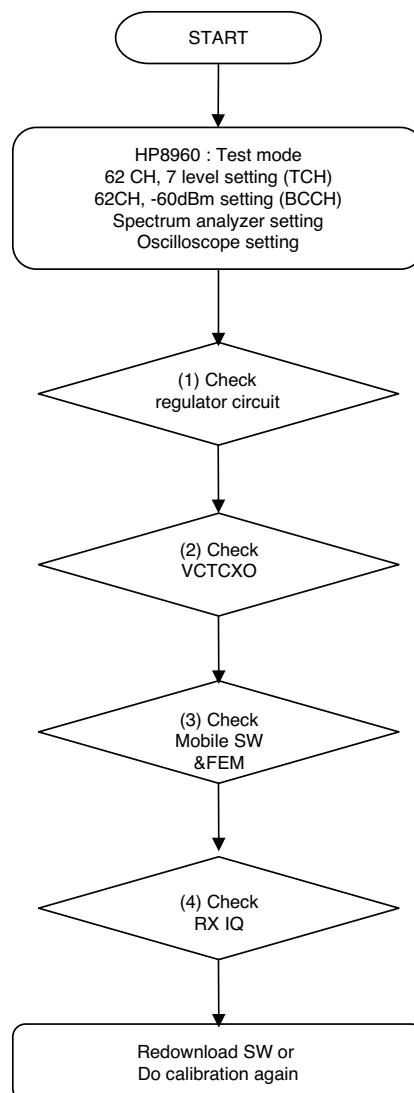 START
HP8960 : Test mode
62 CH, 7 level setting (TCH)
62CH, -60dBm setting (BCCH)
Spectrum analyzer setting
Oscilloscope setting
(1) Check
regulator circuit
(2) Check
VCTCXO
(3) Check
Mobile SW
&FEM
(4) Check
RX IQ
Redownload SW or
Do calibration again